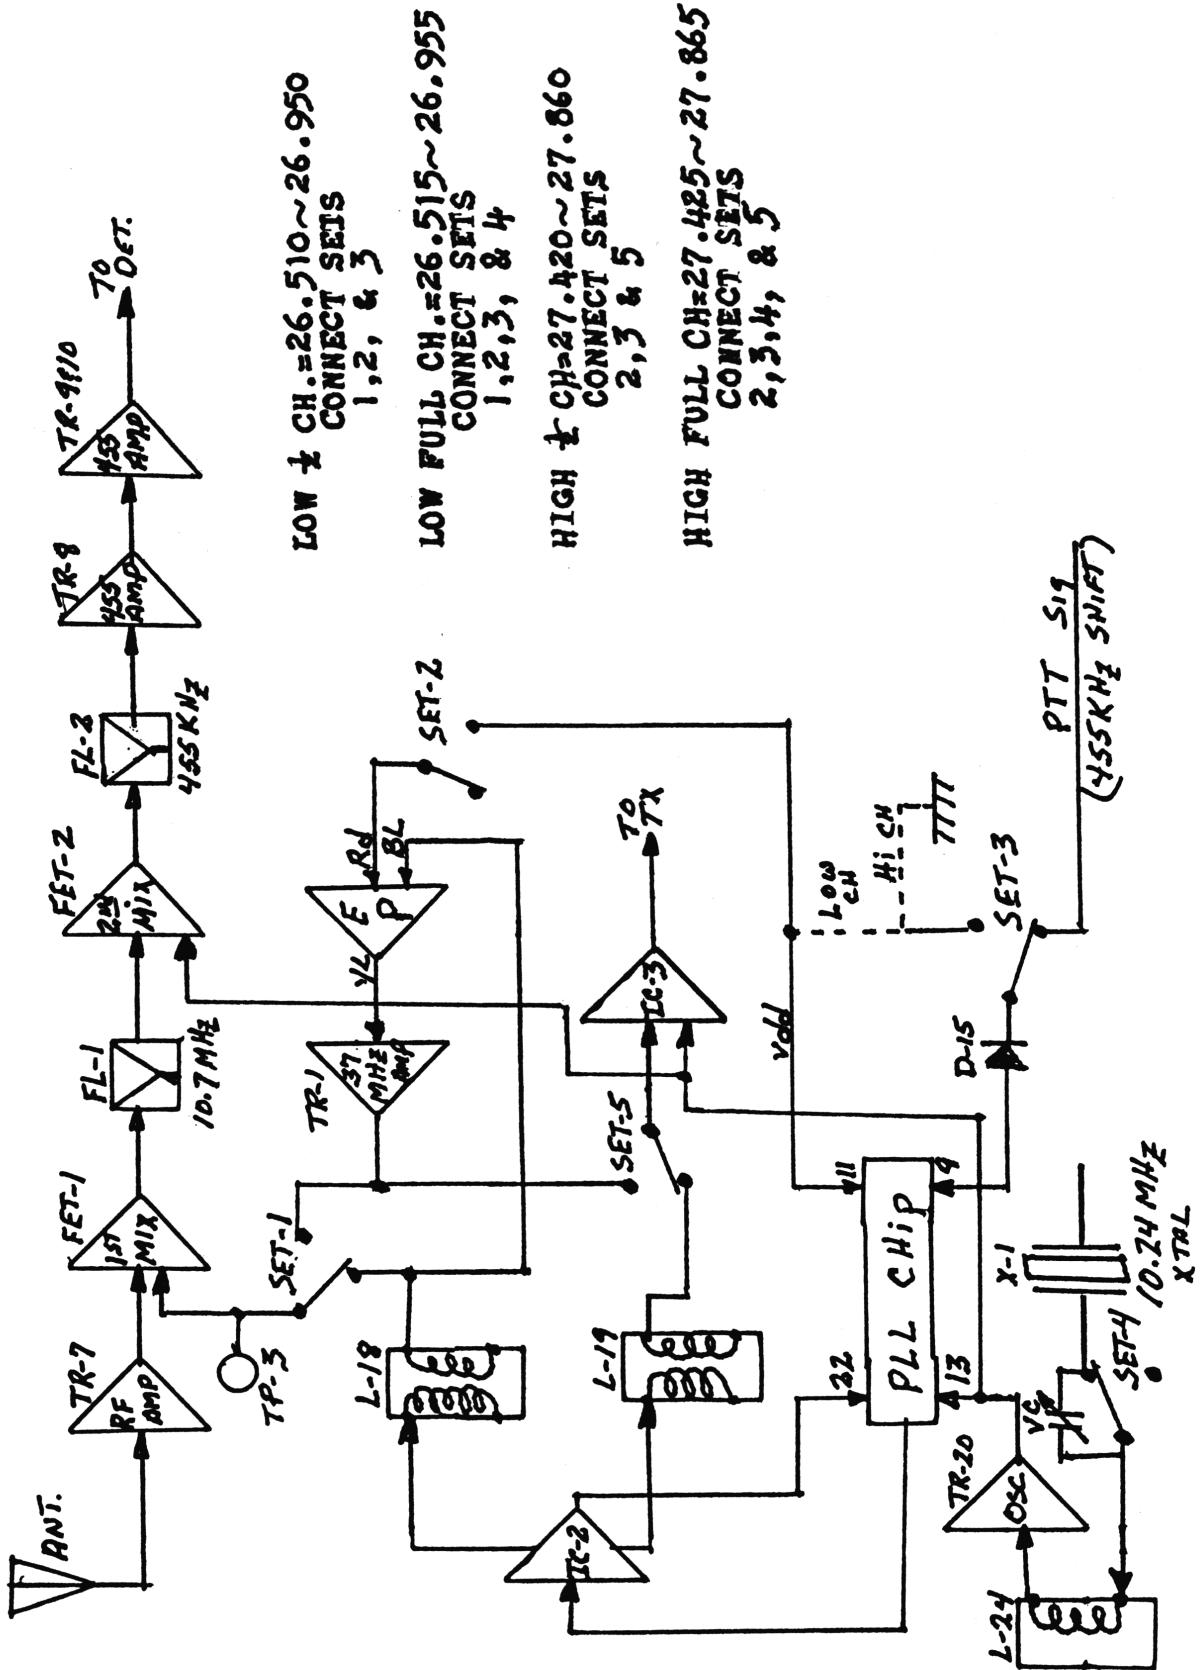 ANT.
TR-7
RF
AMP
FET-1
1ST
MIX
FL-1
10.7 MHZ
FET-2
2ND
MIX
FL-2
455 KHZ
TR-8
455
AMP
TR-9/10
455
AMP
TO
DET.
TP-3
SET-1
TR-1
37
MHZ
AMP
YL
E
P
Rd
BL
SET-2
L-18
L-19
SET-5
IC-3
TO
TX
IC-2
Vdd
LOW
CH
Hi CH
22
11
PLL CHIP
13
9
D-15
SET-3
PTT Sig
(455KHZ SHIFT)
TR-20
OSC
VC
X-1
SET-4
10.24 MHZ
XTAL
L-24
LOW ½ CH.=26.510~26.950
CONNECT SETS
1,2, & 3
LOW FULL CH.=26.515~26.955
CONNECT SETS
1,2,3, & 4
HIGH ½ CH=27.420~27.860
CONNECT SETS
2,3 & 5
HIGH FULL CH=27.425~27.865
CONNECT SETS
2,3,4, & 5